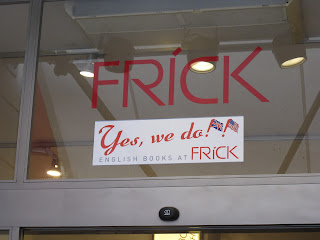 FRÍCK
Yes, we do!
ENGLISH BOOKS AT FRÍCK